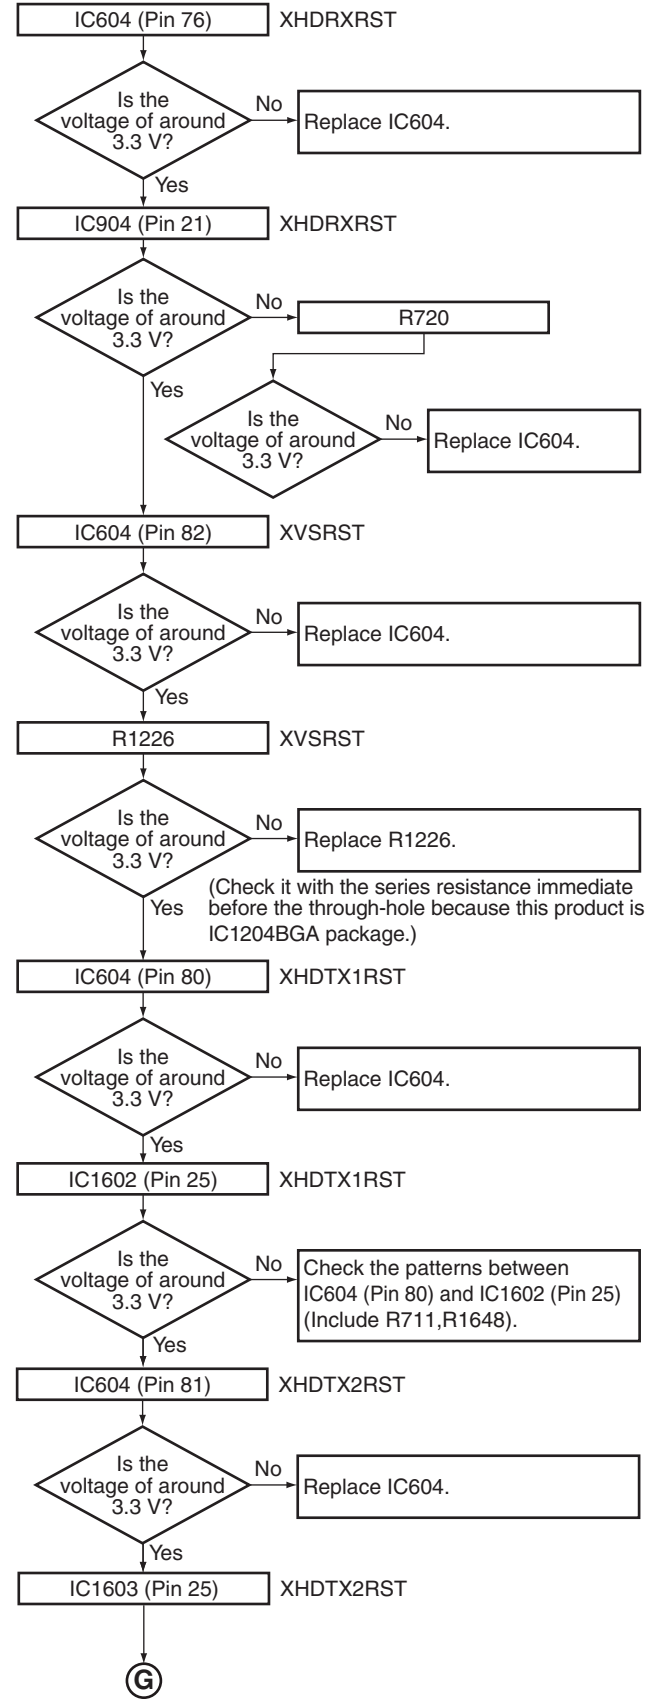 IC604 (Pin 76) XHDRXRST
Is the
voltage of around
3.3 V?
No
Replace IC604.
Yes
IC904 (Pin 21) XHDRXRST
Is the
voltage of around
3.3 V?
No
R720
Yes
Is the
voltage of around
3.3 V?
No
Replace IC604.
IC604 (Pin 82) XVSRST
Is the
voltage of around
3.3 V?
No
Replace IC604.
Yes
R1226 XVSRST
Is the
voltage of around
3.3 V?
No
Replace R1226.
(Check it with the series resistance immediate
before the through-hole because this product is
IC1204BGA package.)
Yes
IC604 (Pin 80) XHDTX1RST
Is the
voltage of around
3.3 V?
No
Replace IC604.
Yes
IC1602 (Pin 25) XHDTX1RST
Is the
voltage of around
3.3 V?
No
Check the patterns between
IC604 (Pin 80) and IC1602 (Pin 25)
(Include R711,R1648).
Yes
IC604 (Pin 81) XHDTX2RST
Is the
voltage of around
3.3 V?
No
Replace IC604.
Yes
IC1603 (Pin 25) XHDTX2RST
G